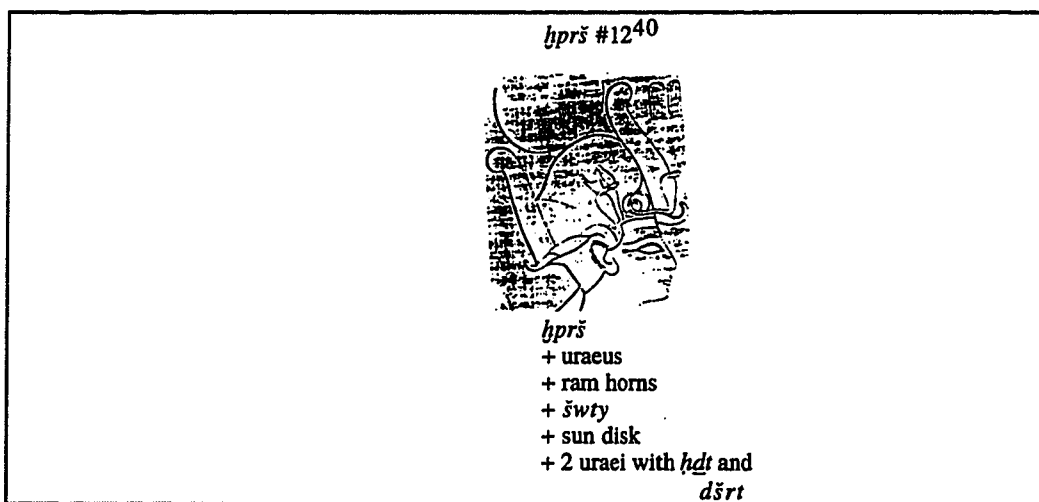 ḫprš #12⁴⁰
ḫprš
+ uraeus
+ ram horns
+ šwty
+ sun disk
+ 2 uraei with ḥḏt and
dšrt